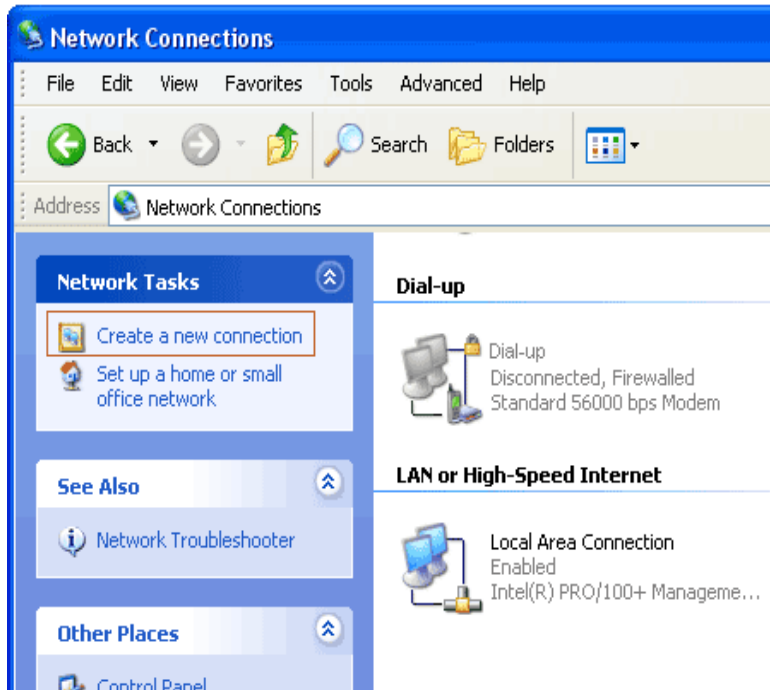 Network Connections
File Edit View Favorites Tools Advanced Help
Back Search Folders
Address Network Connections
Network Tasks
Create a new connection
Set up a home or small
office network
See Also
Network Troubleshooter
Other Places
Control Panel
Dial-up
Dial-up
Disconnected, Firewalled
Standard 56000 bps Modem
LAN or High-Speed Internet
Local Area Connection
Enabled
Intel(R) PRO/100+ Manageme...